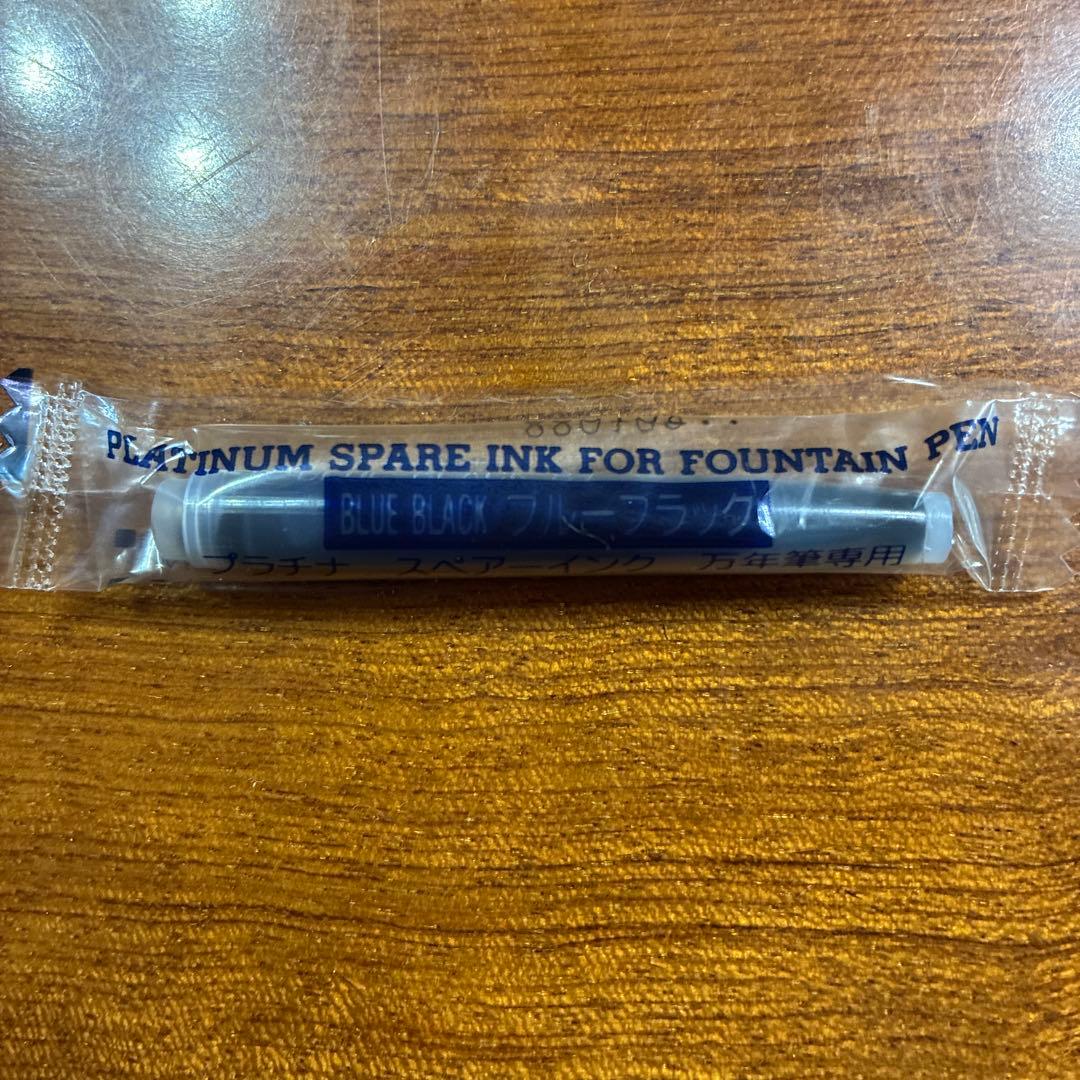 PLATINUM SPARE INK FOR FOUNTAIN PEN
BLUE BLACK ブルーブラック
プラチナ スペアーインク 万年筆専用